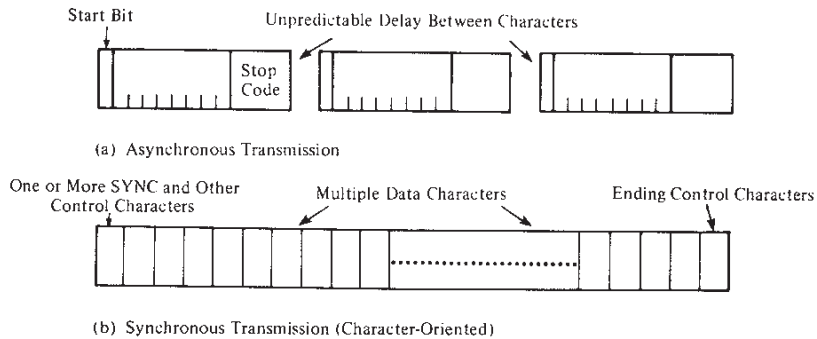 Start Bit
Unpredictable Delay Between Characters
Stop
Code
(a) Asynchronous Transmission
One or More SYNC and Other
Control Characters
Multiple Data Characters
Ending Control Characters
(b) Synchronous Transmission (Character-Oriented)